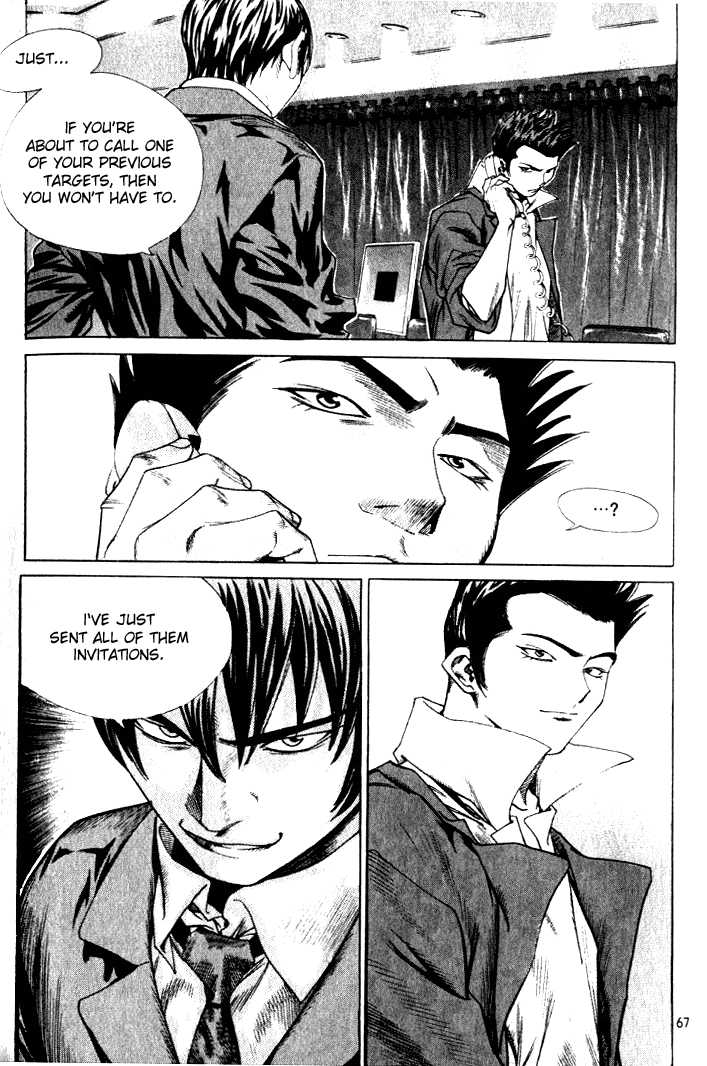 JUST...
IF YOU'RE
ABOUT TO CALL ONE
OF YOUR PREVIOUS
TARGETS, THEN
YOU WON'T HAVE TO.
...?
I'VE JUST
SENT ALL OF THEM
INVITATIONS.
67